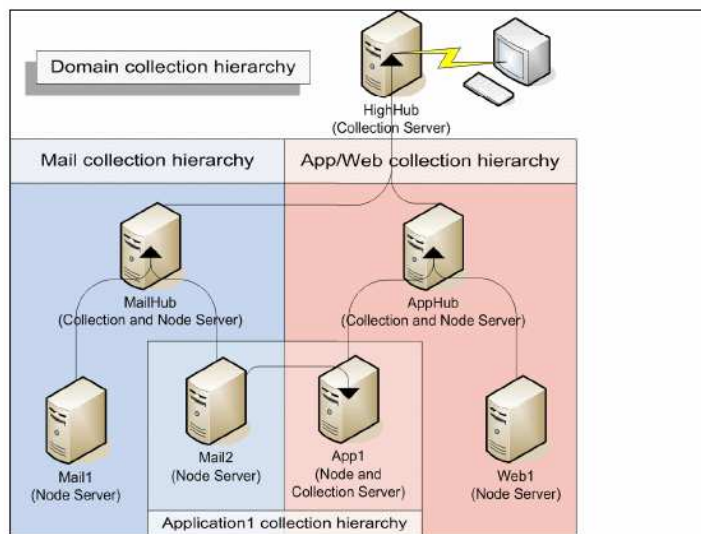 Domain collection hierarchy
HighHub
(Collection Server)
Mail collection hierarchy
App/Web collection hierarchy
MailHub
(Collection and Node Server)
AppHub
(Collection and Node Server)
Mail1
(Node Server)
Mail2
(Node Server)
App1
(Node and
Collection Server)
Web1
(Node Server)
Application1 collection hierarchy